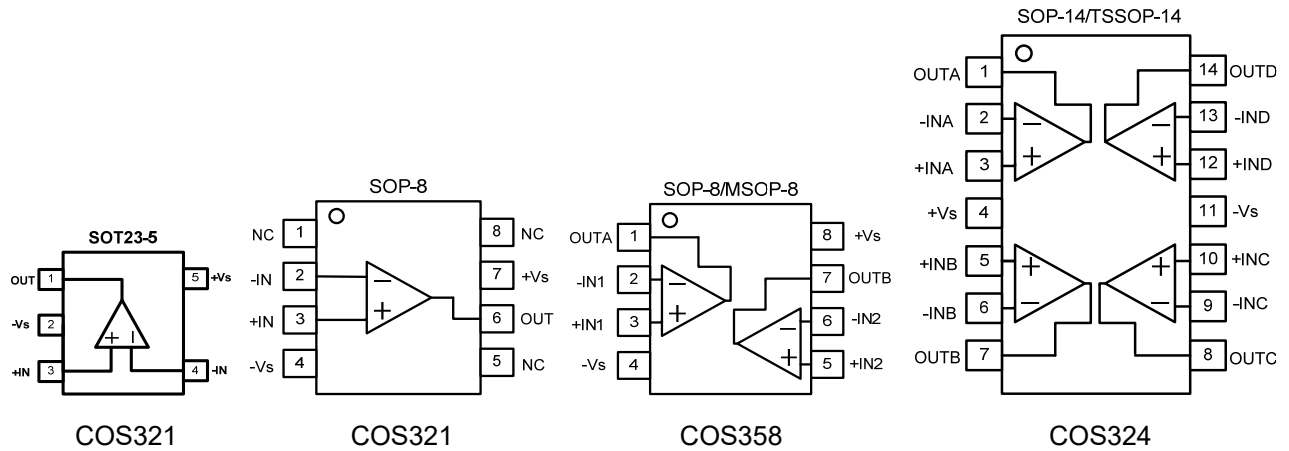 SOT23-5
OUT 1 5 +Vs
-Vs 2
+IN 3 4 -IN
+ −
COS321
SOP-8
NC 1 8 NC
-IN 2 − 7 +Vs
+IN 3 + 6 OUT
-Vs 4 5 NC
COS321
SOP-8/MSOP-8
OUTA 1 8 +Vs
-IN1 2 − 7 OUTB
+IN1 3 + − 6 -IN2
-Vs 4 + 5 +IN2
COS358
SOP-14/TSSOP-14
OUTA 1 14 OUTD
-INA 2 − − 13 -IND
+INA 3 + + 12 +IND
+Vs 4 11 -Vs
+INB 5 + + 10 +INC
-INB 6 − − 9 -INC
OUTB 7 8 OUTC
COS324